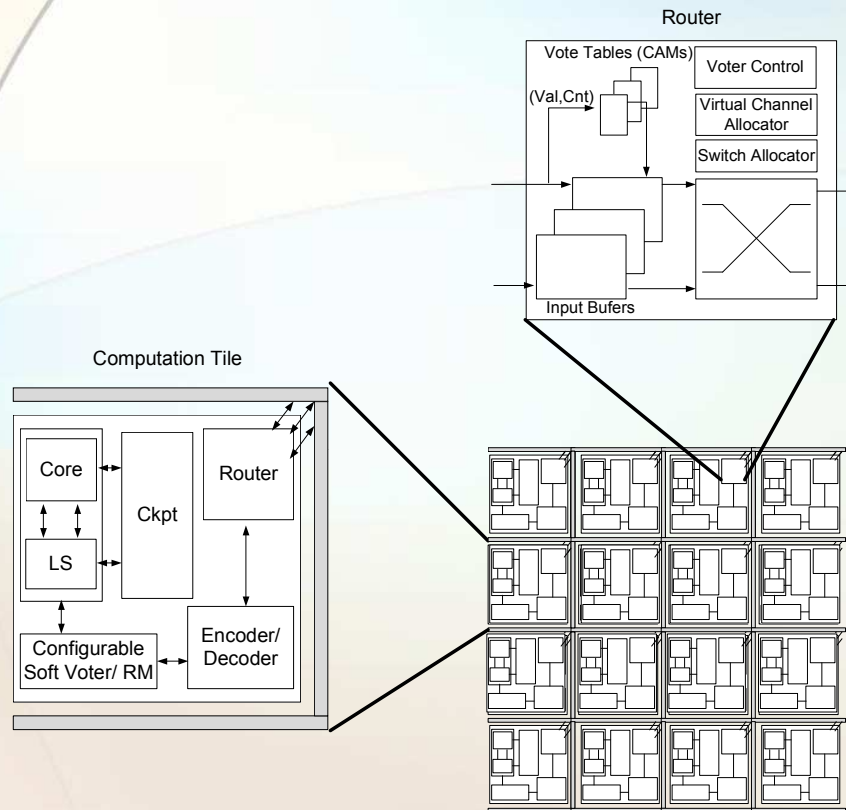 Router
Vote Tables (CAMs)
Voter Control
(Val,Cnt)
Virtual Channel
Allocator
Switch Allocator
Input Bufers
Computation Tile
Core
Ckpt
Router
LS
Configurable
Soft Voter/ RM
Encoder/
Decoder